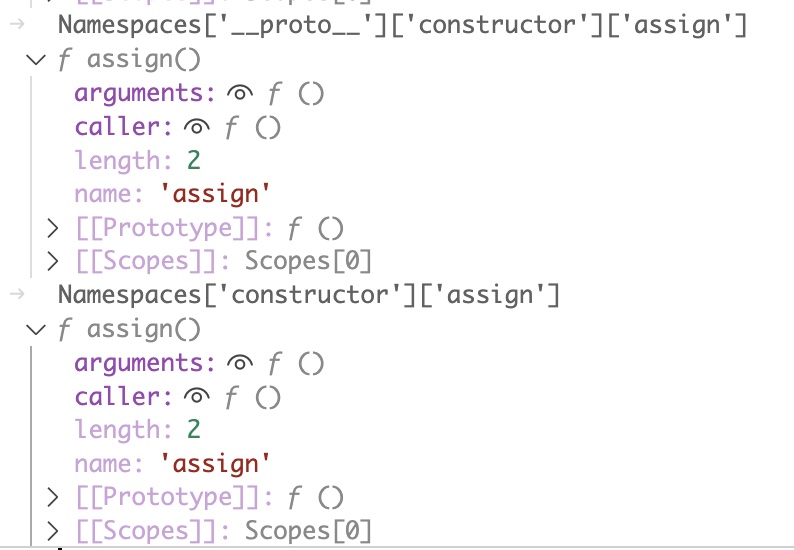 Namespaces['__proto__']['constructor']['assign']
f assign()
arguments: f ()
caller: f ()
length: 2
name: 'assign'
[[Prototype]]: f ()
[[Scopes]]: Scopes[0]
Namespaces['constructor']['assign']
f assign()
arguments: f ()
caller: f ()
length: 2
name: 'assign'
[[Prototype]]: f ()
[[Scopes]]: Scopes[0]